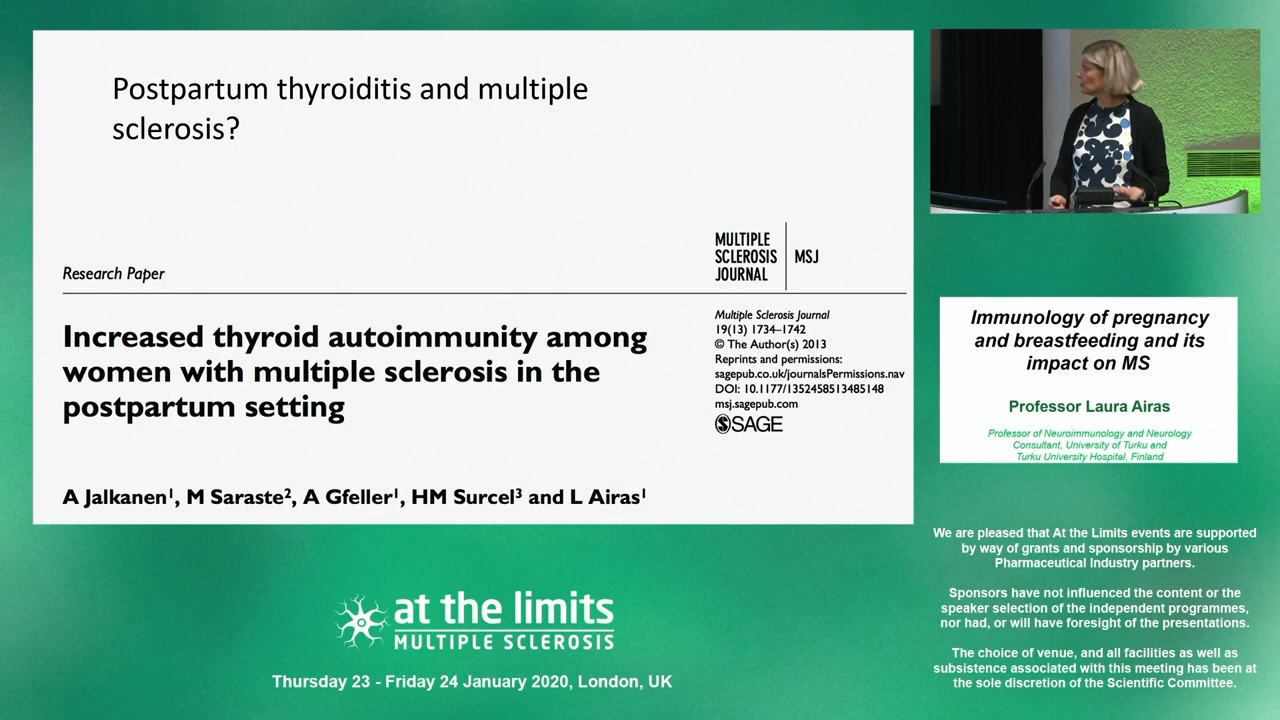 Postpartum thyroiditis and multiple
sclerosis?
Research Paper
MULTIPLE
SCLEROSIS
JOURNAL
MSJ
Increased thyroid autoimmunity among
women with multiple sclerosis in the
postpartum setting
Multiple Sclerosis Journal
19(13) 1734–1742
© The Author(s) 2013
Reprints and permissions:
sagepub.co.uk/journalsPermissions.nav
DOI: 10.1177/1352458513485148
msj.sagepub.com
SAGE
A Jalkanen¹, M Saraste², A Gfeller¹, HM Surcel³ and L Airas¹
Immunology of pregnancy
and breastfeeding and its
impact on MS
Professor Laura Airas
Professor of Neuroimmunology and Neurology
Consultant, University of Turku and
Turku University Hospital, Finland
We are pleased that At the Limits events are supported
by way of grants and sponsorship by various
Pharmaceutical Industry partners.
Sponsors have not influenced the content or the
speaker selection of the independent programmes,
nor had, or will have foresight of the presentations.
The choice of venue, and all facilities as well as
subsistence associated with this meeting has been at
the sole discretion of the Scientific Committee.
at the limits
MULTIPLE SCLEROSIS
Thursday 23 - Friday 24 January 2020, London, UK